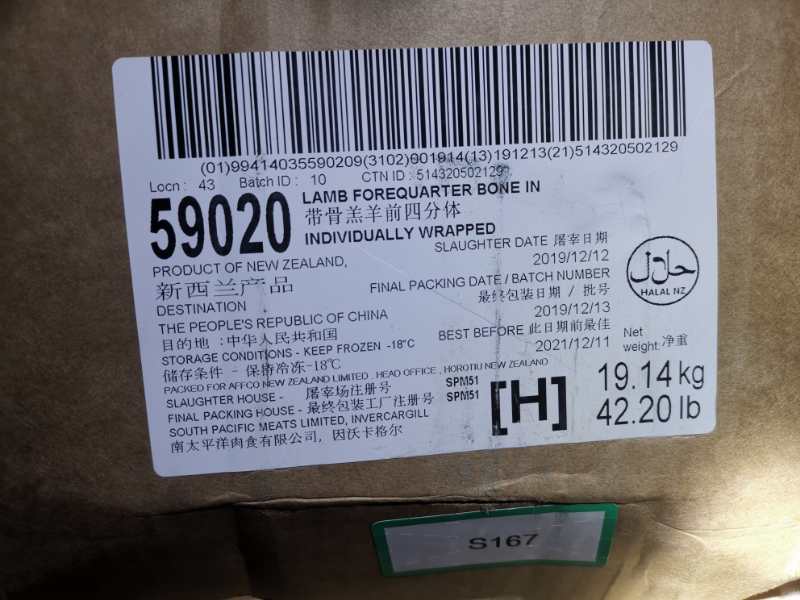 (01)99414035590209(3102)001914(13)191213(21)514320502129
Locn: 43 Batch ID: 10 CTN ID: 514320502129
59020 LAMB FOREQUARTER BONE IN
带骨羔羊前四分体
INDIVIDUALLY WRAPPED
PRODUCT OF NEW ZEALAND,
新西兰产品
SLAUGHTER DATE 屠宰日期
2019/12/12
FINAL PACKING DATE / BATCH NUMBER
最终包装日期 / 批号
2019/12/13
BEST BEFORE 此日期前最佳
2021/12/11
حلال
HALAL NZ
DESTINATION
THE PEOPLE'S REPUBLIC OF CHINA
目的地:中华人民共和国
STORAGE CONDITIONS - KEEP FROZEN -18°C
储存条件 - 保持冷冻-18℃
PACKED FOR AFFCO NEW ZEALAND LIMITED, HEAD OFFICE, HOROTIU NEW ZEALAND
SLAUGHTER HOUSE - 屠宰场注册号 SPM51
FINAL PACKING HOUSE - 最终包装工厂注册号 SPM51
SOUTH PACIFIC MEATS LIMITED, INVERCARGILL
南太平洋肉食有限公司, 因沃卡格尔
[H]
Net
weight:净重
19.14kg
42.20lb
S167